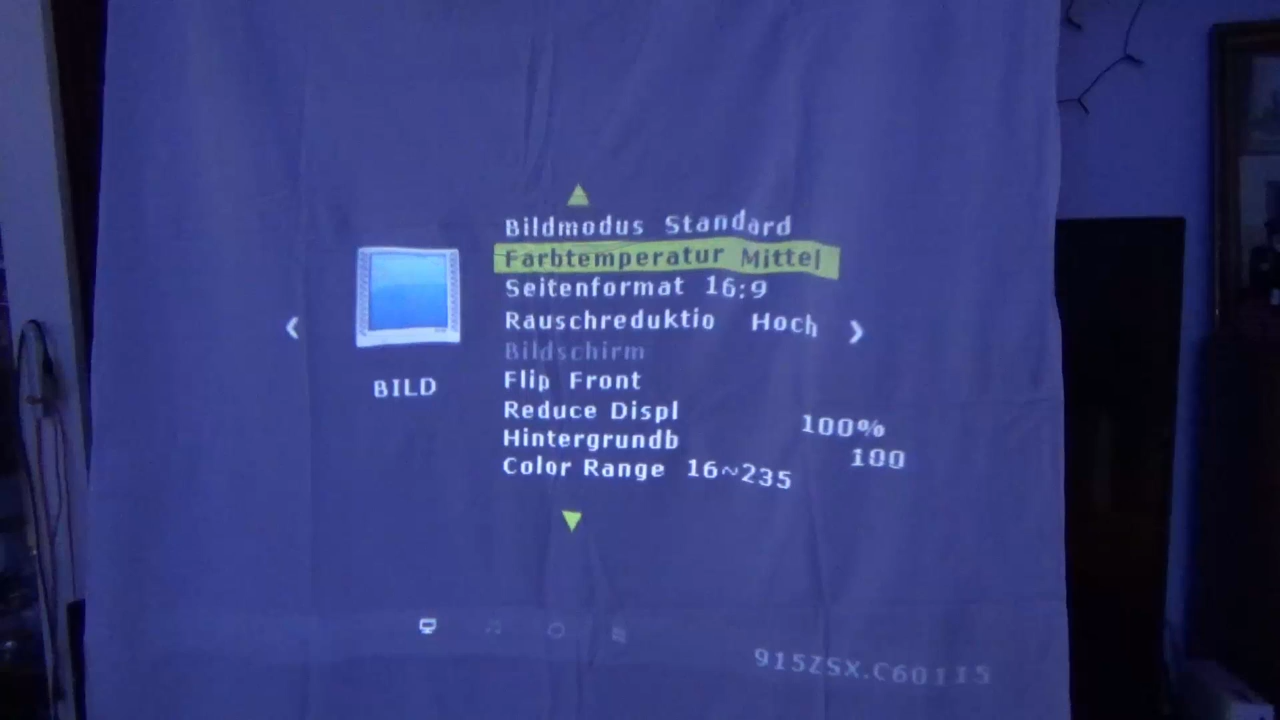 Bildmodus Standard
Farbtemperatur Mittel
Seitenformat 16:9
Rauschreduktio Hoch
Bildschirm
Flip Front
Reduce Displ 100%
Hintergrundb 100
Color Range 16~235
BILD
915ZSX.C60115